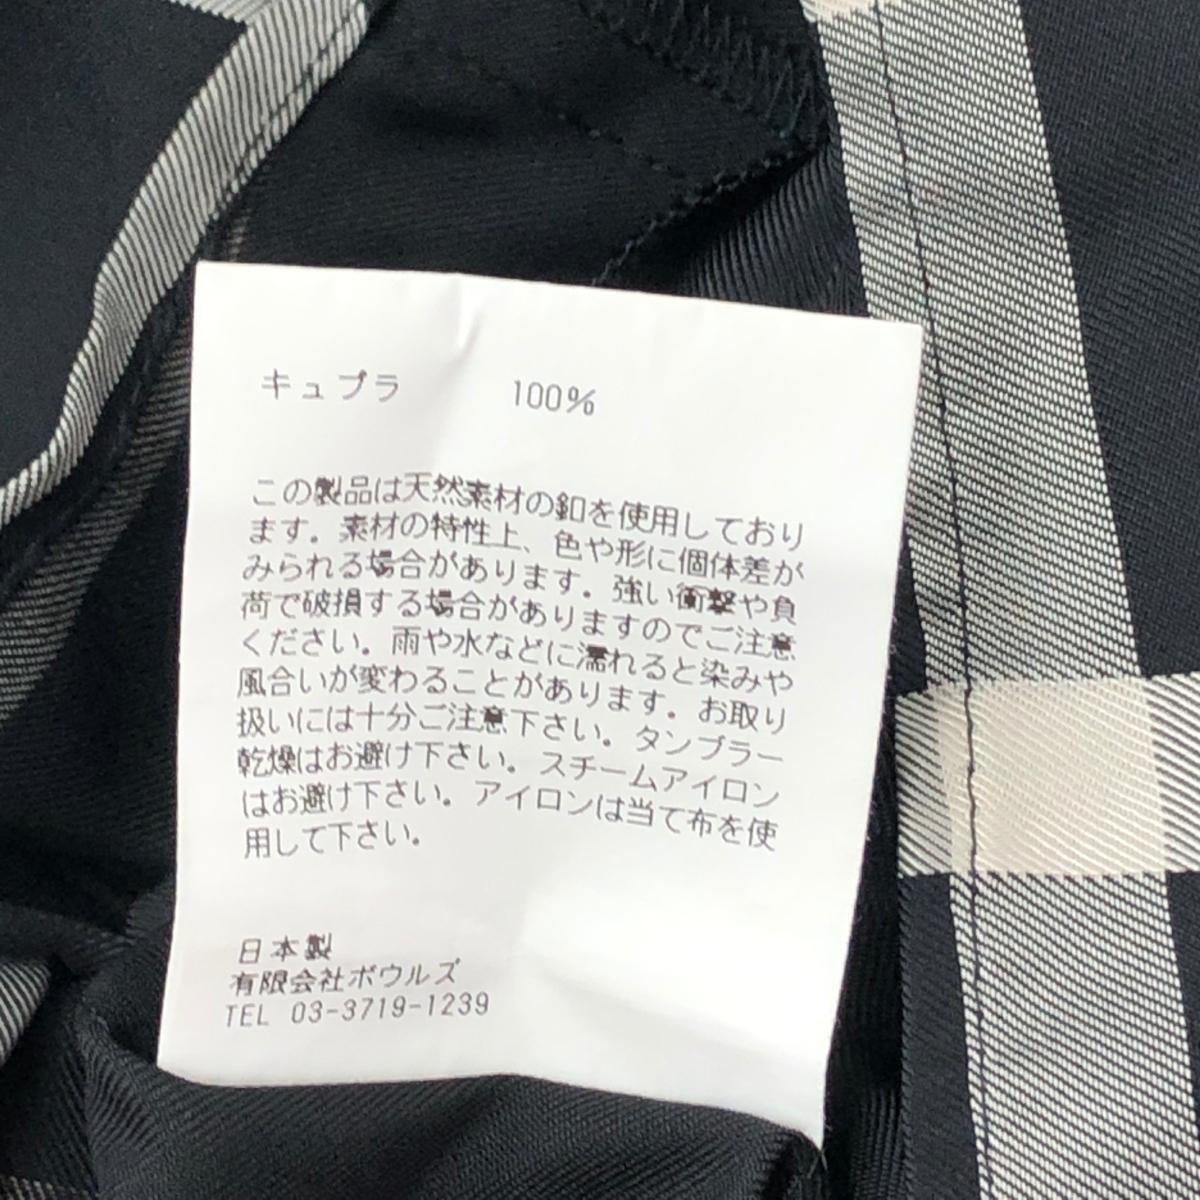 キュプラ 100%
この製品は天然素材の釦を使用しており
ます。素材の特性上、色や形に個体差が
みられる場合があります。強い衝撃や負
荷で破損する場合がありますのでご注意
ください。雨や水などに濡れると染みや
風合いが変わることがあります。お取り
扱いには十分ご注意下さい。タンブラー
乾燥はお避け下さい。スチームアイロン
はお避け下さい。アイロンは当て布を使
用して下さい。
日本製
有限会社ボウルズ
TEL 03-3719-1239